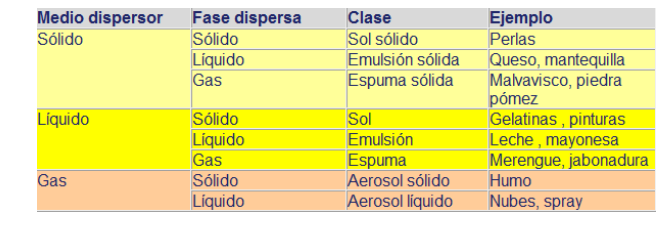 Medio dispersor Fase dispersa Clase Ejemplo
Sólido Sólido Sol sólido Perlas
Líquido Emulsión sólida Queso, mantequilla
Gas Espuma sólida Malvavisco, piedra
pómez
Líquido Sólido Sol Gelatinas , pinturas
Líquido Emulsión Leche , mayonesa
Gas Espuma Merengue, jabonadura
Gas Sólido Aerosol sólido Humo
Líquido Aerosol líquido Nubes, spray